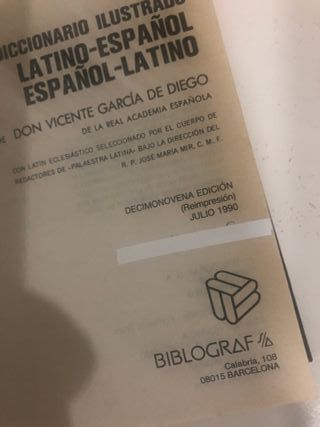 DICCIONARIO ILUSTRADO
LATINO-ESPAÑOL
ESPAÑOL-LATINO
DE DON VICENTE GARCÍA DE DIEGO
DE LA REAL ACADEMIA ESPAÑOLA
CON LATÍN ECLESIÁSTICO SELECCIONADO POR EL CUERPO DE
REDACTORES DE «PALAESTRA LATINA» BAJO LA DIRECCIÓN DEL
R. P. JOSÉ MARÍA MIR, C. M. F.
DECIMONOVENA EDICIÓN
(Reimpresión)
JULIO 1990
BIBLOGRAF S/A
Calabria, 108
08015 BARCELONA